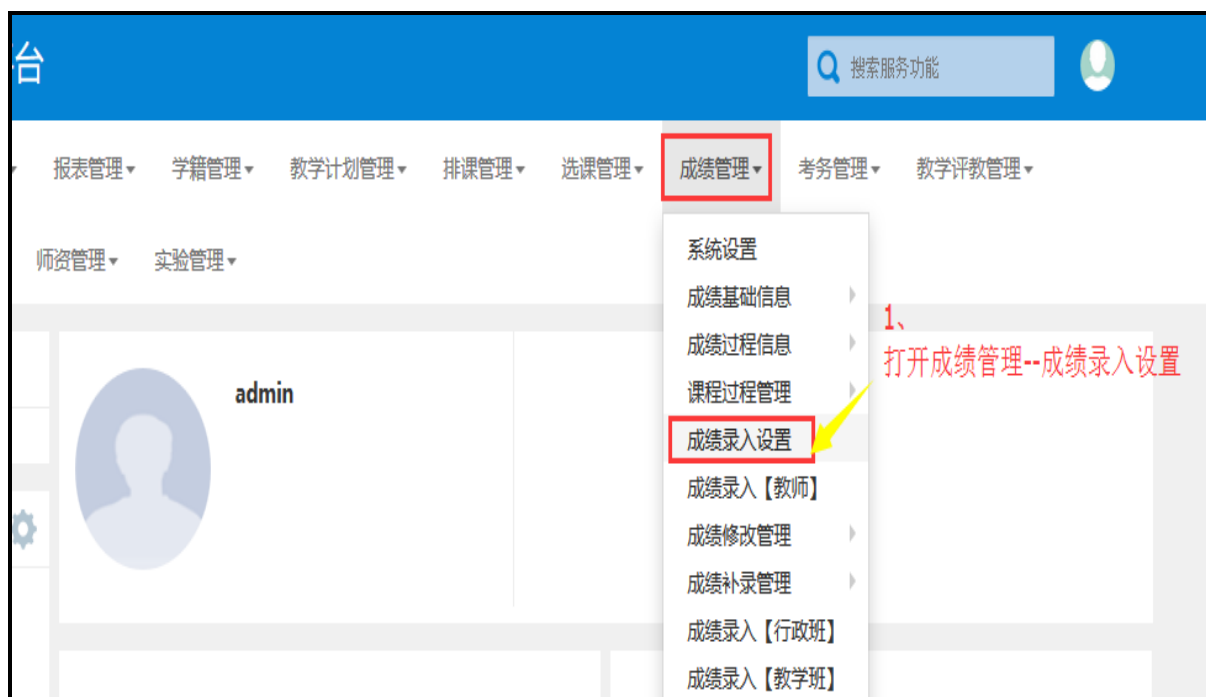 台
搜索服务功能
报表管理 学籍管理 教学计划管理 排课管理 选课管理 成绩管理 考务管理 教学评教管理
师资管理 实验管理
系统设置
成绩基础信息
1、
成绩过程信息
打开成绩管理--成绩录入设置
课程过程管理
admin
成绩录入设置
成绩录入【教师】
成绩修改管理
成绩补录管理
成绩录入【行政班】
成绩录入【教学班】